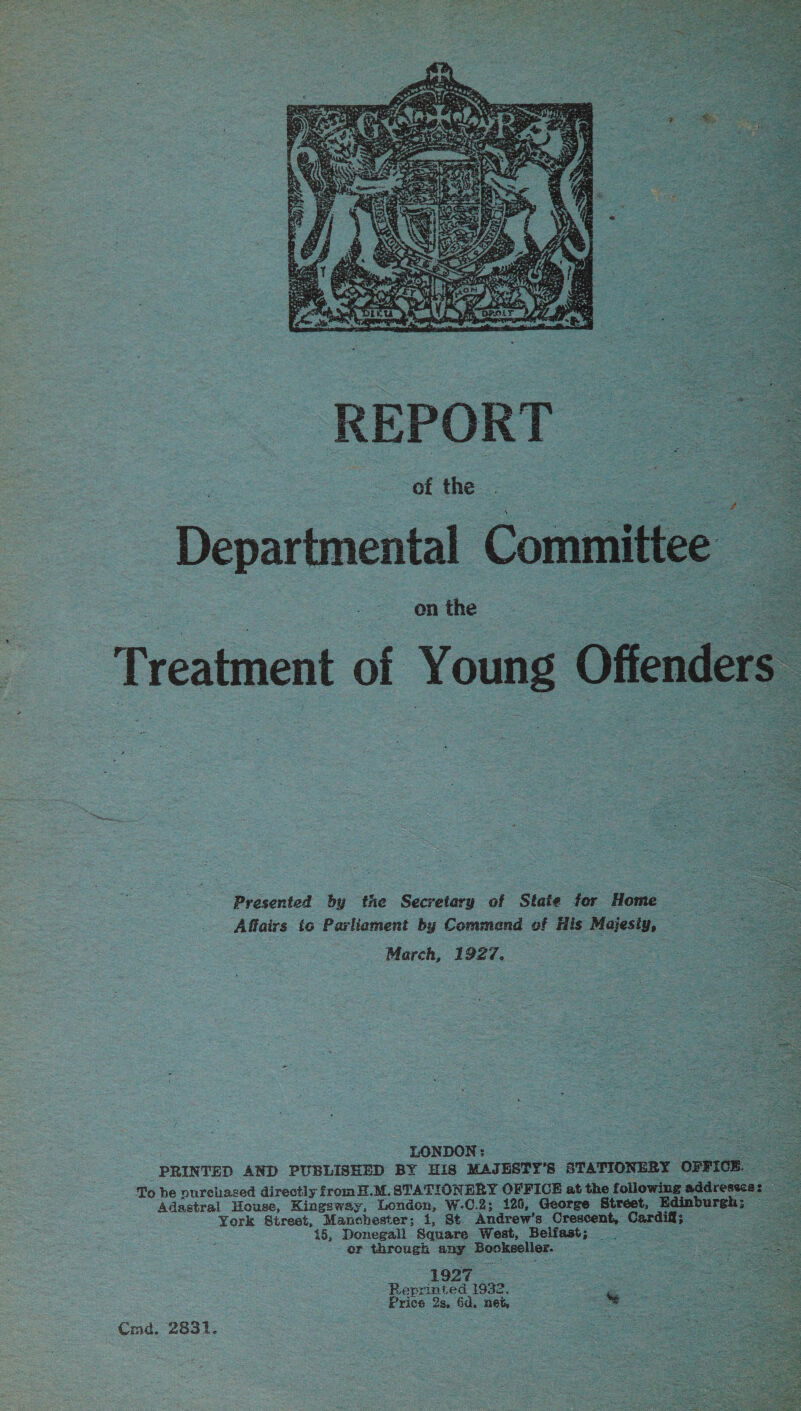 G R
DIEU
MON
DROIT
REPORT
of the
Departmental Committee
on the
Treatment of Young Offenders
Presented by the Secretary of State for Home
Affairs to Parliament by Command of His Majesty,
March, 1927.
LONDON:
PRINTED AND PUBLISHED BY HIS MAJESTY'S STATIONERY OFFICE.
To be purchased directly from H.M. STATIONERY OFFICE at the following addresses:
Adastral House, Kingsway, London, W.C.2; 120, George Street, Edinburgh;
York Street, Manchester; 1, St. Andrew's Crescent, Cardiff;
15, Donegall Square West, Belfast;
or through any Bookseller.
1927
Reprinted 1932.
Price 2s. 6d. net.
Cmd. 2831.